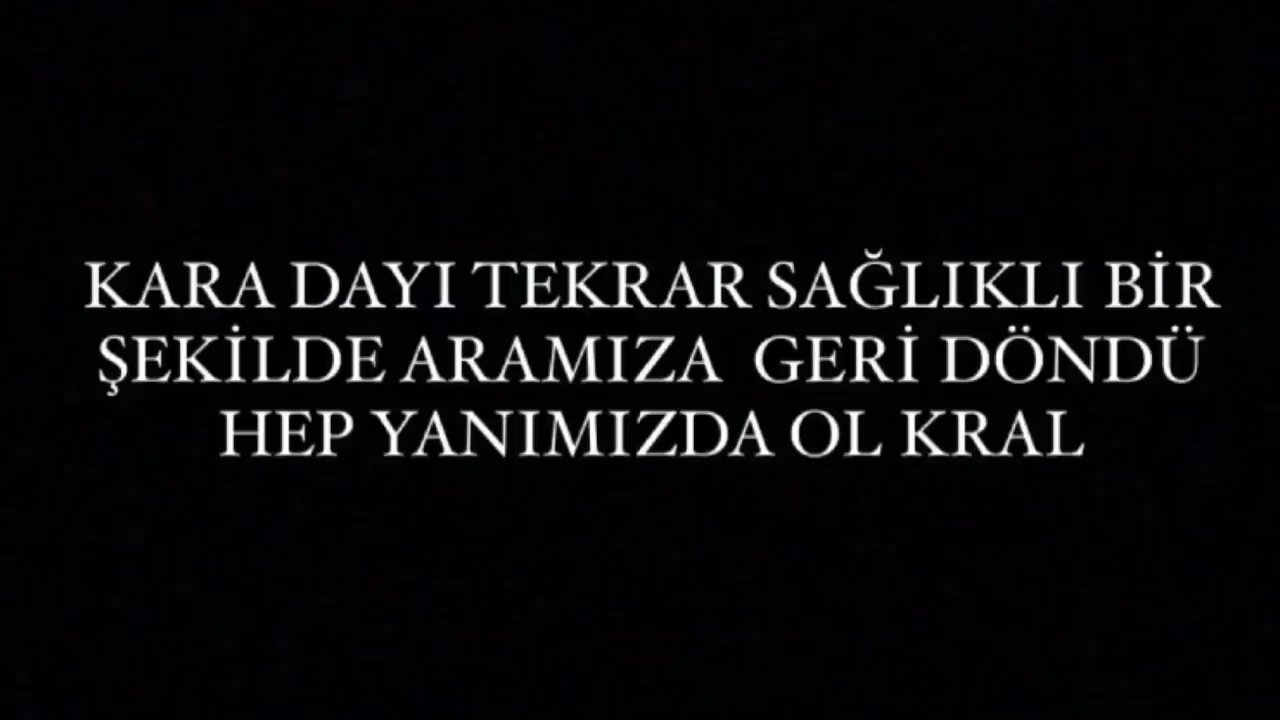 KARA DAYI TEKRAR SAĞLIKLI BİR
ŞEKİLDE ARAMIZA GERİ DÖNDÜ
HEP YANIMIZDA OL KRAL